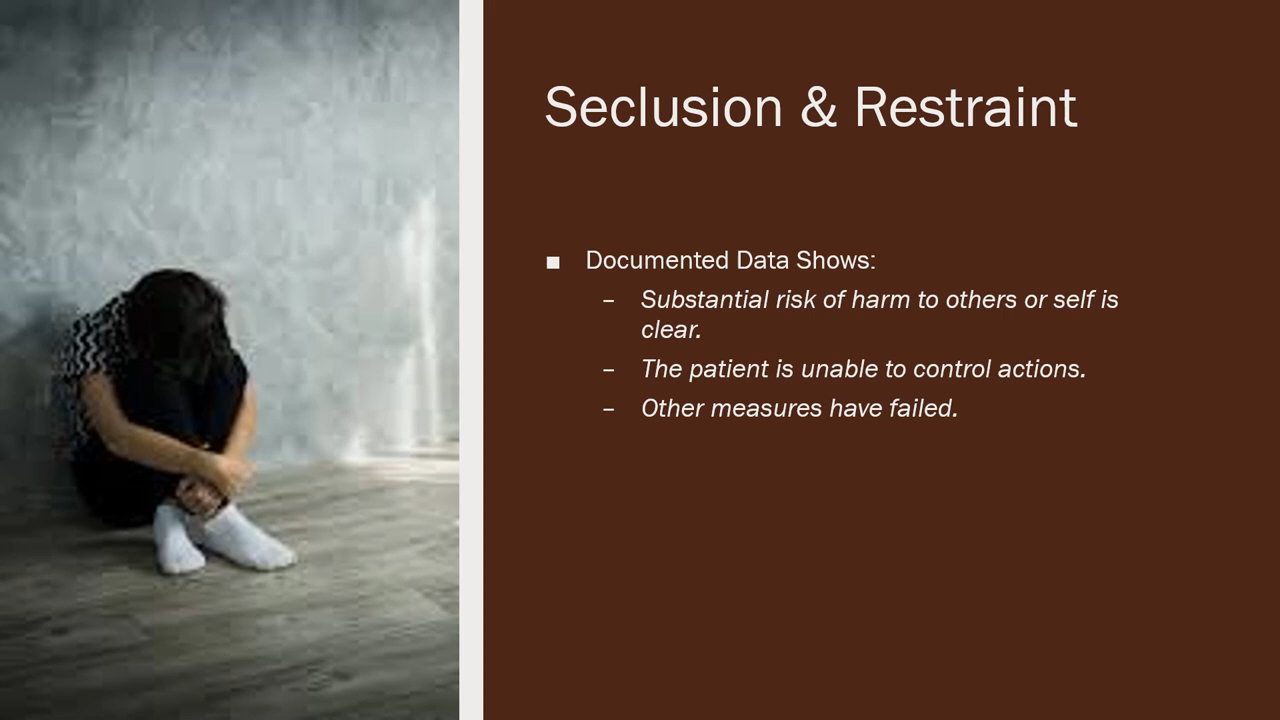 Seclusion & Restraint
■ Documented Data Shows:
– Substantial risk of harm to others or self is
clear.
– The patient is unable to control actions.
– Other measures have failed.